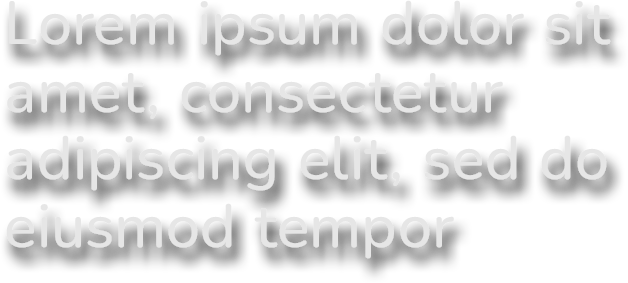 Lorem ipsum dolor sit
amet, consectetur
adipiscing elit, sed do
eiusmod tempor